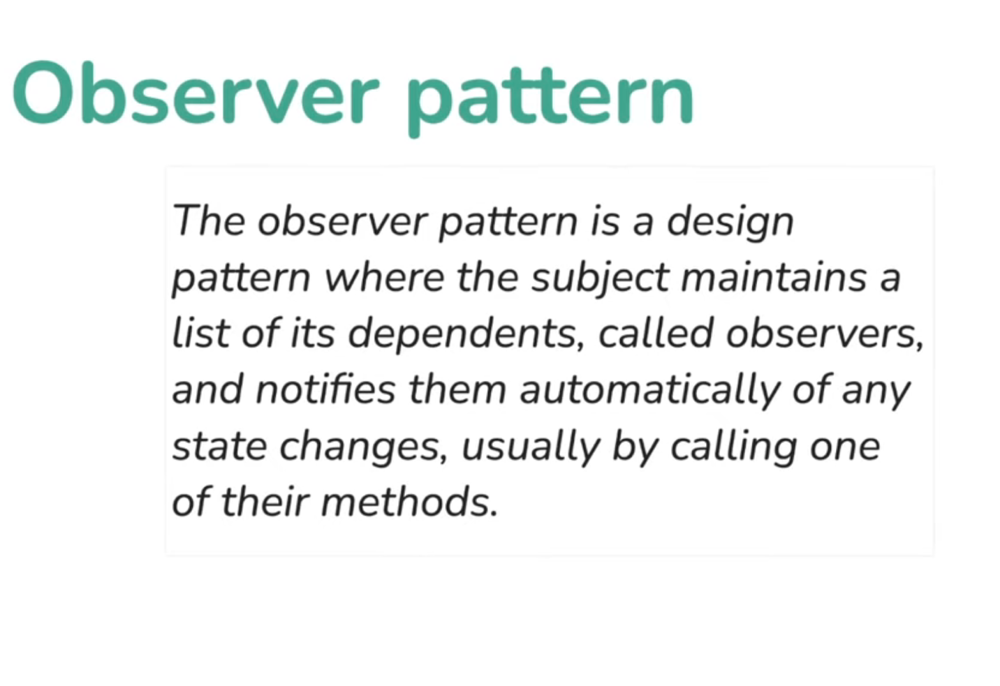 Observer pattern
The observer pattern is a design
pattern where the subject maintains a
list of its dependents, called observers,
and notifies them automatically of any
state changes, usually by calling one
of their methods.